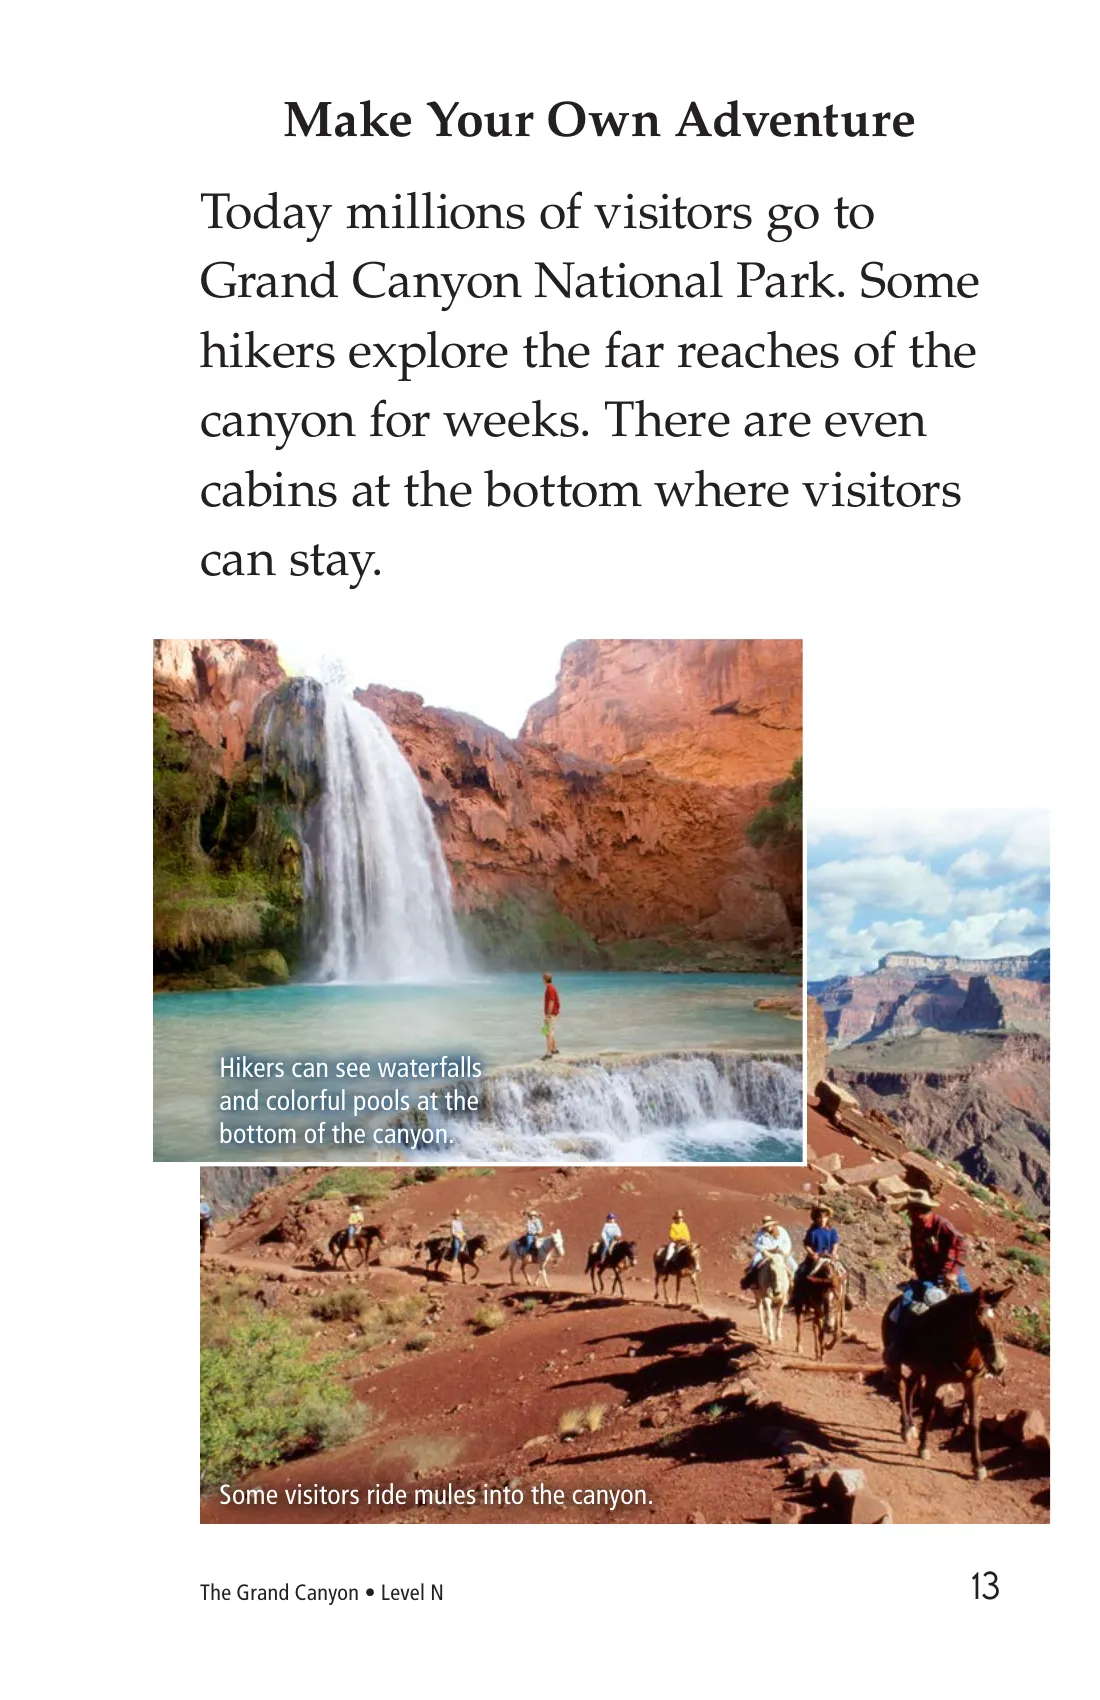 Make Your Own Adventure
Today millions of visitors go to
Grand Canyon National Park. Some
hikers explore the far reaches of the
canyon for weeks. There are even
cabins at the bottom where visitors
can stay.
Hikers can see waterfalls
and colorful pools at the
bottom of the canyon.
Some visitors ride mules into the canyon.
The Grand Canyon • Level N
13